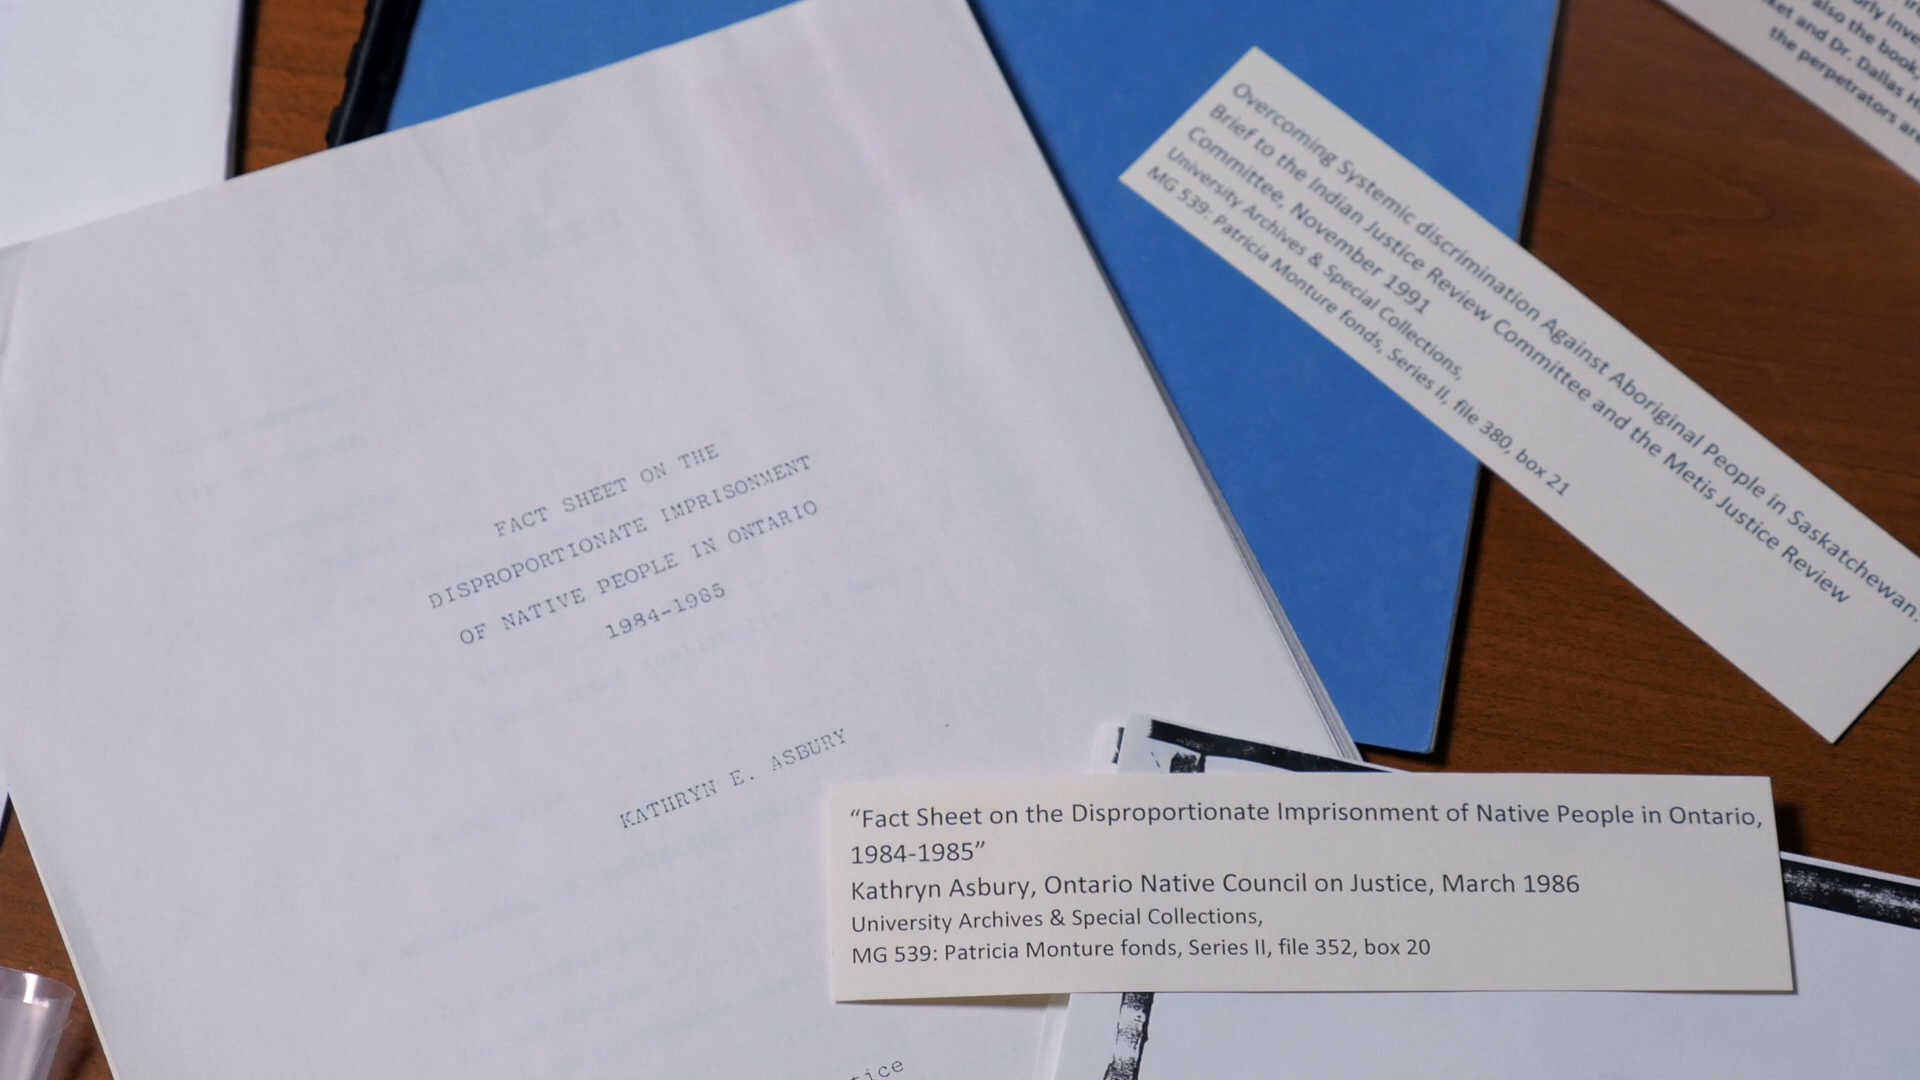 FACT SHEET ON THE
DISPROPORTIONATE IMPRISONMENT
OF NATIVE PEOPLE IN ONTARIO
1984-1985
KATHRYN E. ASBURY
Overcoming Systemic discrimination Against Aboriginal People in Saskatchewan.
Brief to the Indian Justice Review Committee and the Metis Justice Review
Committee, November 1991
University Archives & Special Collections,
MG 539: Patricia Monture fonds, Series II, file 380, box 21
also the book,
and Dr. Dallas
the perpetrators
“Fact Sheet on the Disproportionate Imprisonment of Native People in Ontario,
1984-1985”
Kathryn Asbury, Ontario Native Council on Justice, March 1986
University Archives & Special Collections,
MG 539: Patricia Monture fonds, Series II, file 352, box 20